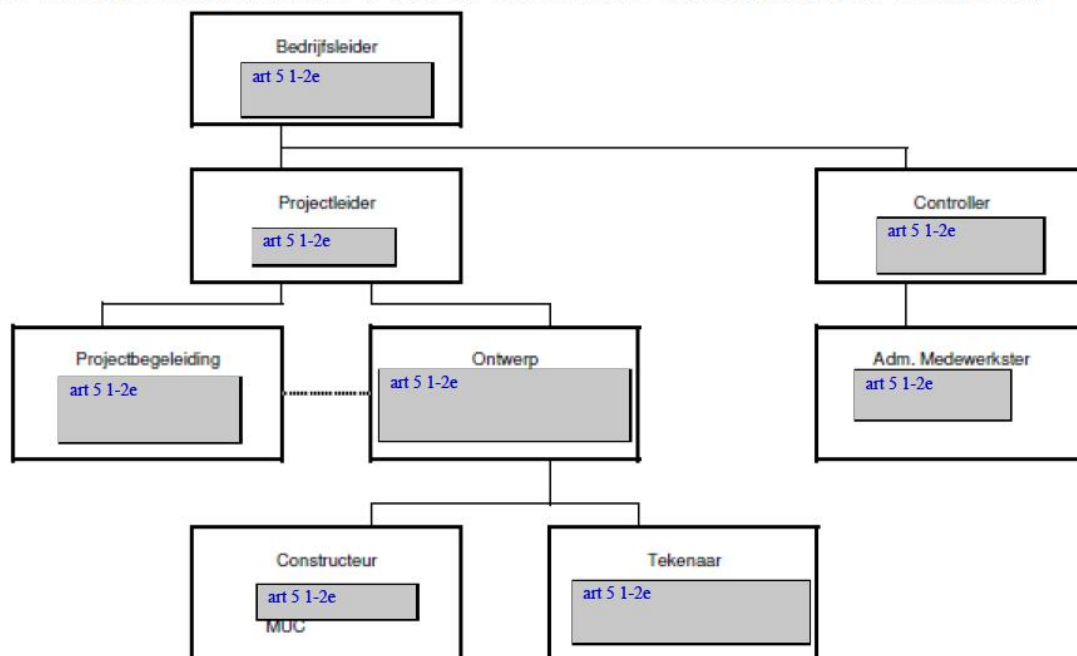 Bedrijfsleider
art 5 1-2e
Projectleider
art 5 1-2e
Controller
art 5 1-2e
Projectbegeleiding
art 5 1-2e
Ontwerp
art 5 1-2e
Adm. Medewerkster
art 5 1-2e
Constructeur
art 5 1-2e
MUC
Tekenaar
art 5 1-2e